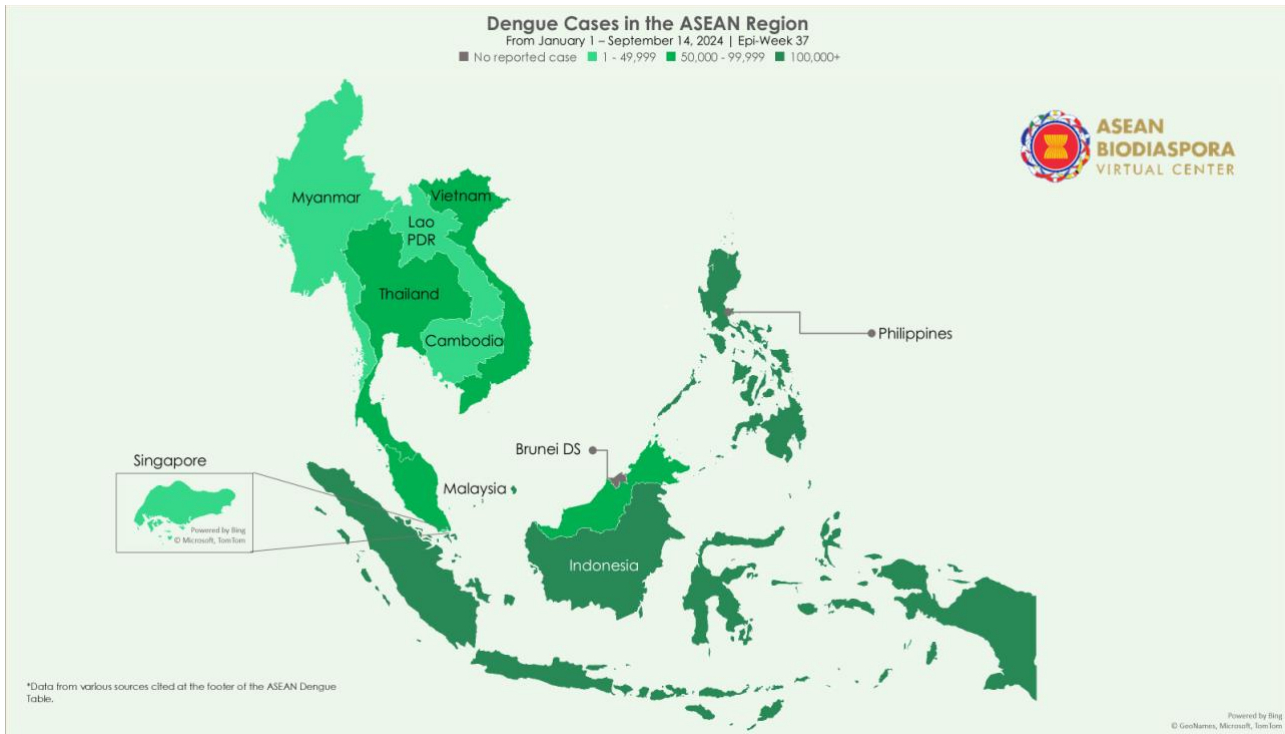 Dengue Cases in the ASEAN Region
From January 1 – September 14, 2024 | Epi-Week 37
No reported case 1 - 49,999 50,000 - 99,999 100,000+
ASEAN
BIODIASPORA
VIRTUAL CENTER
Myanmar
Vietnam
Lao
PDR
Thailand
Cambodia
Philippines
Brunei DS
Singapore
Malaysia
Powered by Bing
© Microsoft, TomTom
Indonesia
*Data from various sources cited at the footer of the ASEAN Dengue
Table.
Powered by Bing
© GeoNames, Microsoft, TomTom